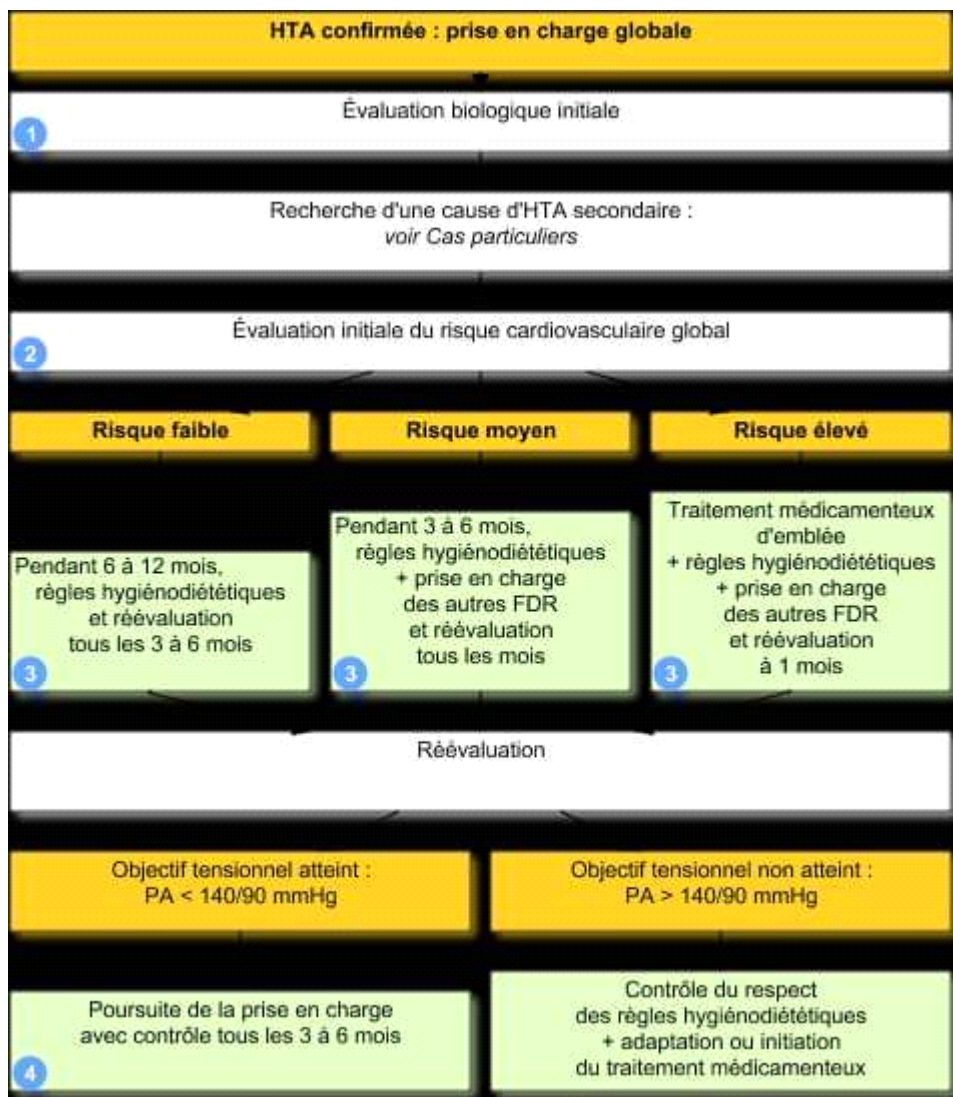 HTA confirmée : prise en charge globale
Évaluation biologique initiale
1
Recherche d'une cause d'HTA secondaire :
voir Cas particuliers
Évaluation initiale du risque cardiovasculaire global
2
Risque faible
Risque moyen
Risque élevé
Pendant 6 à 12 mois,
règles hygiénodiététiques
et réévaluation
tous les 3 à 6 mois
3
Pendant 3 à 6 mois,
règles hygiénodiététiques
+ prise en charge
des autres FDR
et réévaluation
tous les mois
3
Traitement médicamenteux
d'emblée
+ règles hygiénodiététiques
+ prise en charge
des autres FDR
et réévaluation
à 1 mois
3
Réévaluation
Objectif tensionnel atteint :
PA < 140/90 mmHg
Objectif tensionnel non atteint :
PA > 140/90 mmHg
Poursuite de la prise en charge
avec contrôle tous les 3 à 6 mois
4
Contrôle du respect
des règles hygiénodiététiques
+ adaptation ou initiation
du traitement médicamenteux